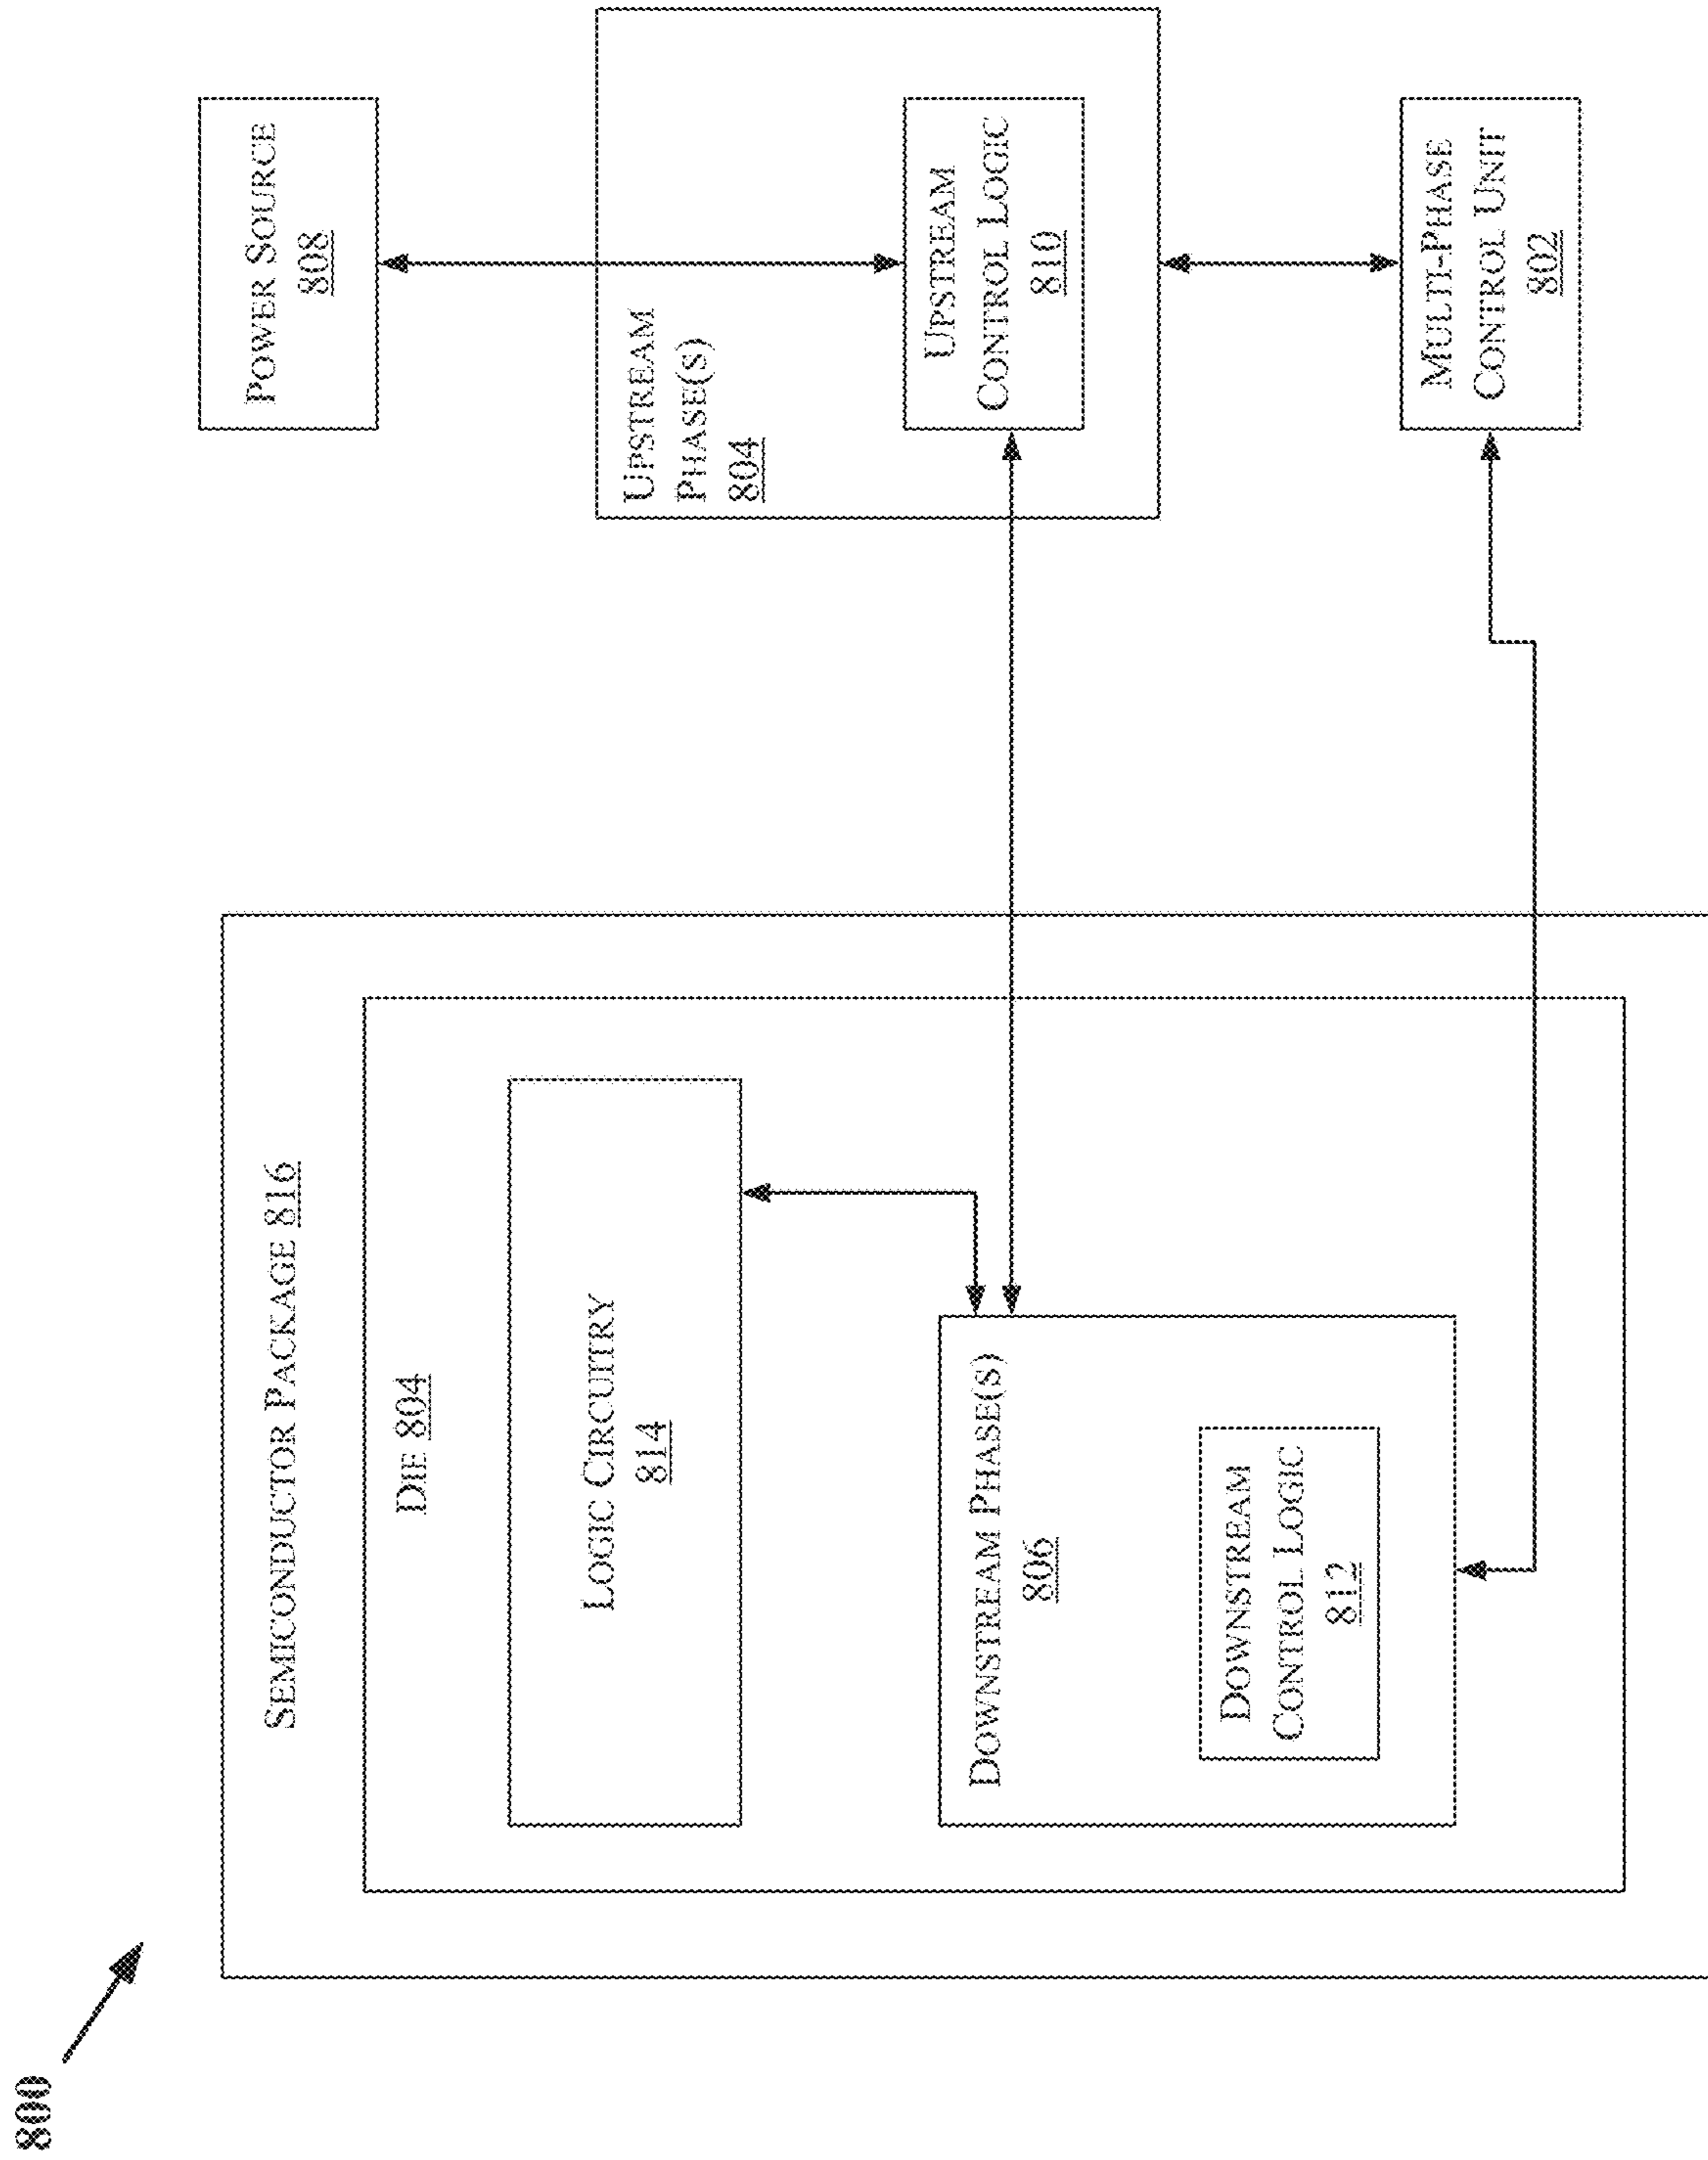 800
SEMICONDUCTOR PACKAGE 816
DIE 804
LOGIC CIRCUITRY
814
DOWNSTREAM PHASE(S)
806
DOWNSTREAM
CONTROL LOGIC
812
POWER SOURCE
808
UPSTREAM
PHASE(S)
804
UPSTREAM
CONTROL LOGIC
810
MULTI-PHASE
CONTROL UNIT
802